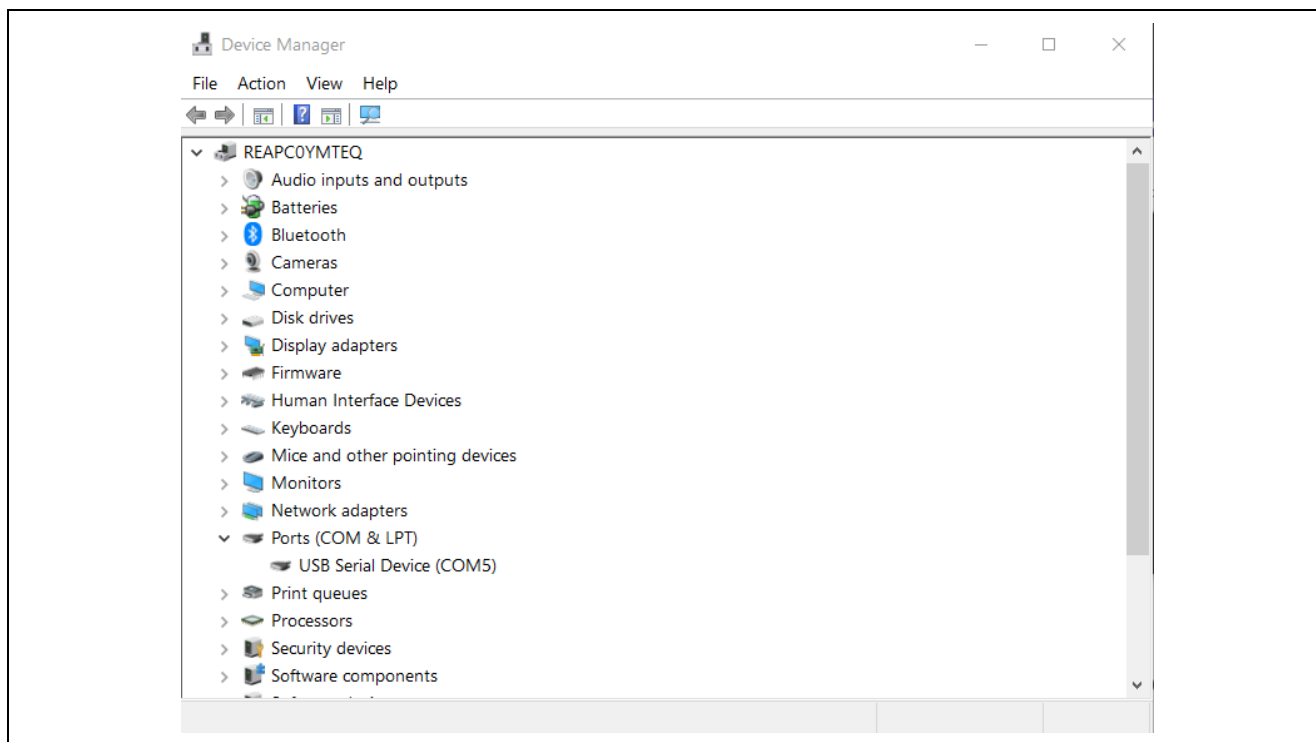 Device Manager
File Action View Help
REAPC0YMTEQ
Audio inputs and outputs
Batteries
Bluetooth
Cameras
Computer
Disk drives
Display adapters
Firmware
Human Interface Devices
Keyboards
Mice and other pointing devices
Monitors
Network adapters
Ports (COM & LPT)
USB Serial Device (COM5)
Print queues
Processors
Security devices
Software components